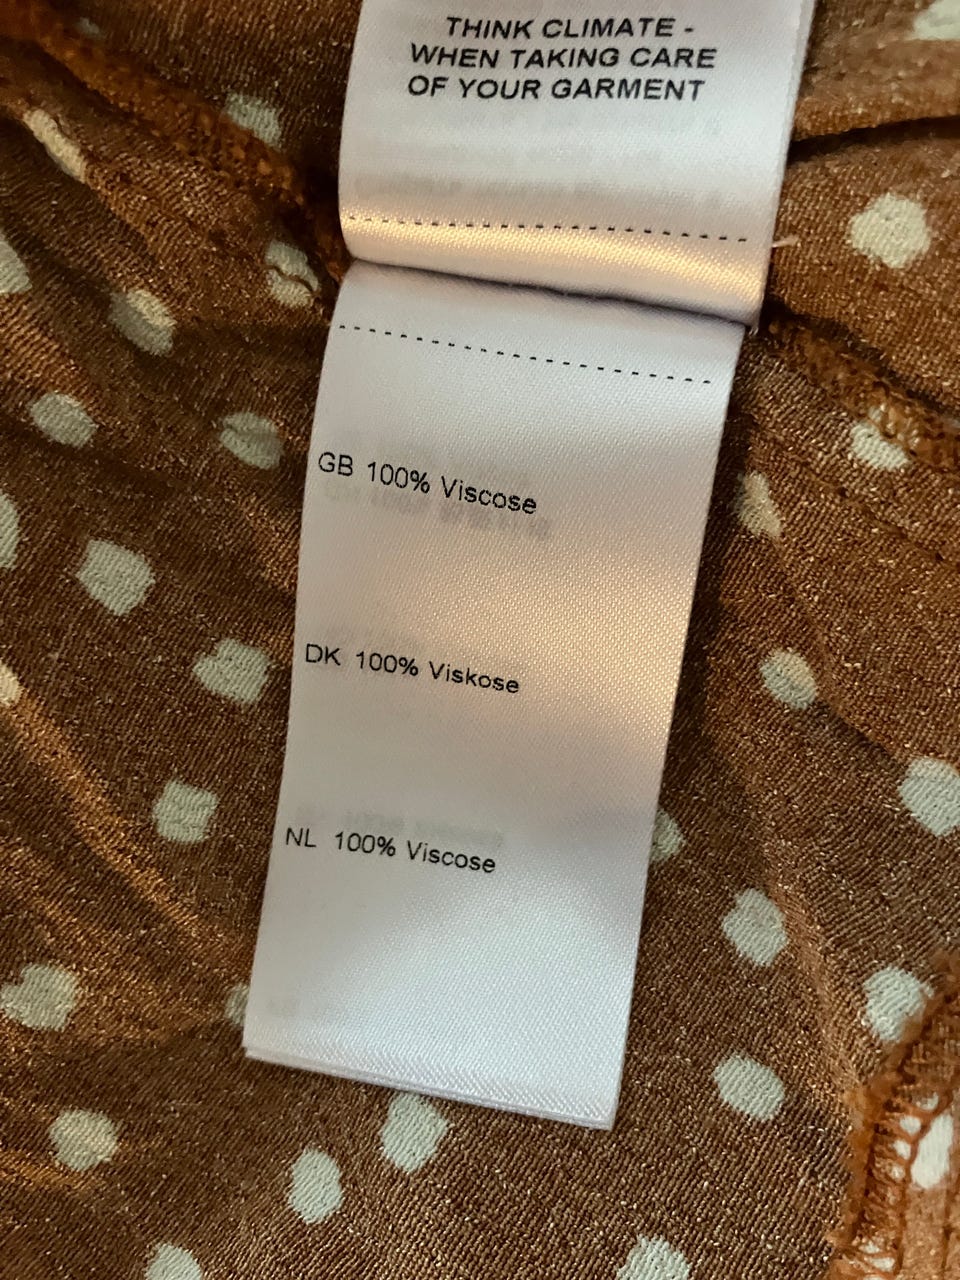 THINK CLIMATE -
WHEN TAKING CARE
OF YOUR GARMENT
GB 100% Viscose
DK 100% Viskose
NL 100% Viscose